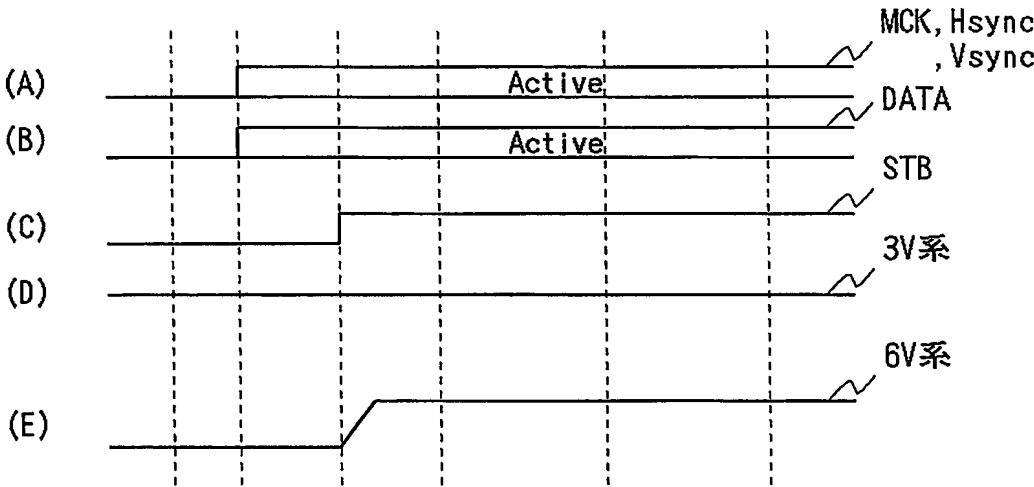 MCK, Hsync
, Vsync
(A)
Active
DATA
(B)
Active
STB
(C)
3V系
(D)
6V系
(E)